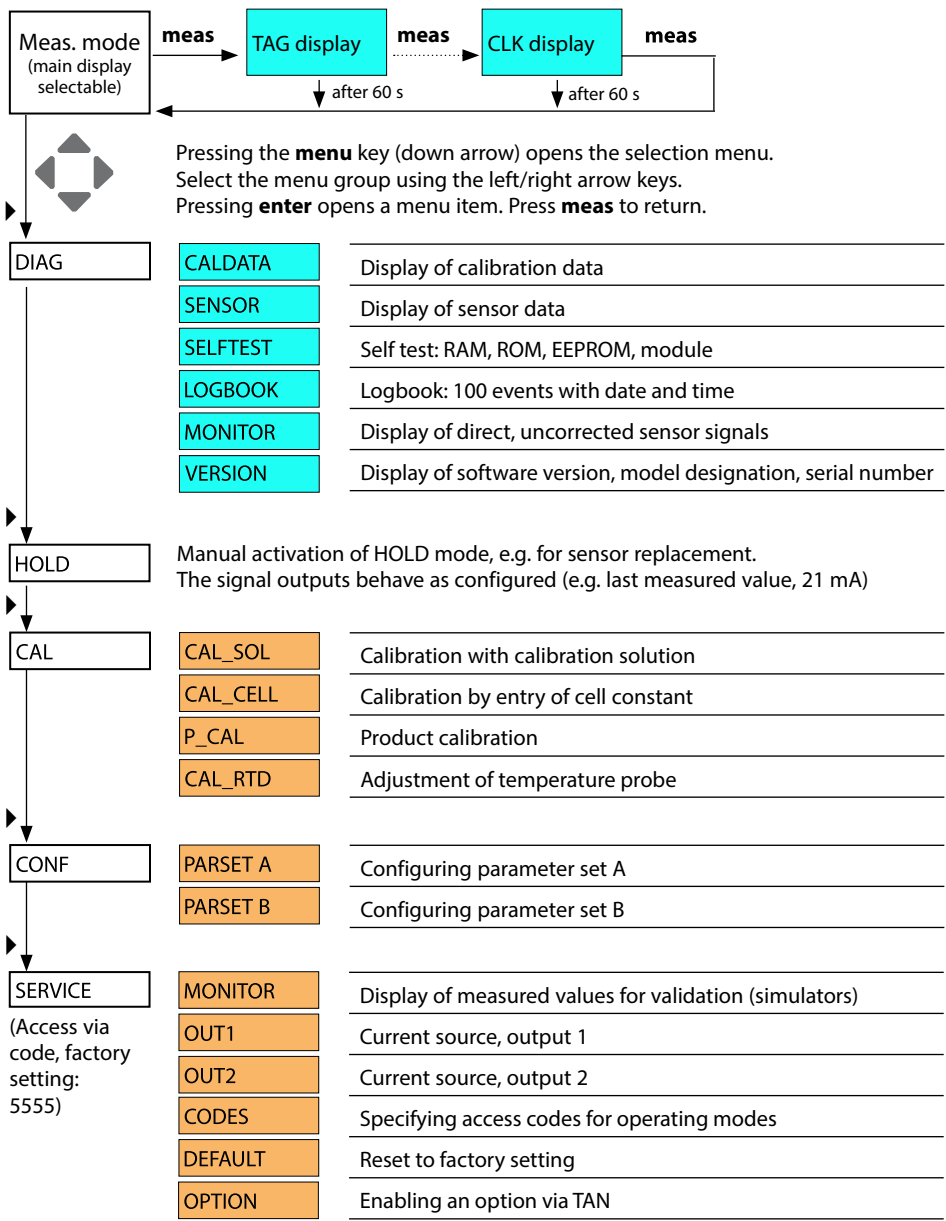 Meas. mode
(main display
selectable)
meas
TAG display
meas
CLK display
meas
after 60 s
after 60 s
Pressing the menu key (down arrow) opens the selection menu.
Select the menu group using the left/right arrow keys.
Pressing enter opens a menu item. Press meas to return.
DIAG
CALDATA Display of calibration data
SENSOR Display of sensor data
SELFTEST Self test: RAM, ROM, EEPROM, module
LOGBOOK Logbook: 100 events with date and time
MONITOR Display of direct, uncorrected sensor signals
VERSION Display of software version, model designation, serial number
HOLD
Manual activation of HOLD mode, e.g. for sensor replacement.
The signal outputs behave as configured (e.g. last measured value, 21 mA)
CAL
CAL_SOL Calibration with calibration solution
CAL_CELL Calibration by entry of cell constant
P_CAL Product calibration
CAL_RTD Adjustment of temperature probe
CONF
PARSET A Configuring parameter set A
PARSET B Configuring parameter set B
SERVICE
(Access via
code, factory
setting:
5555)
MONITOR Display of measured values for validation (simulators)
OUT1 Current source, output 1
OUT2 Current source, output 2
CODES Specifying access codes for operating modes
DEFAULT Reset to factory setting
OPTION Enabling an option via TAN